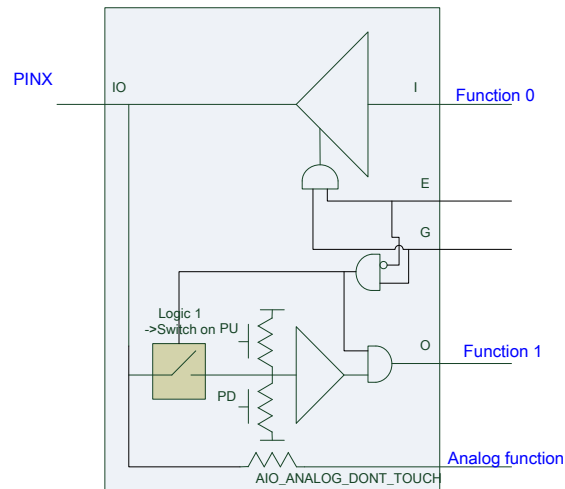 PINX
IO
I
Function 0
E
G
Logic 1
->Switch on
PU
PD
O
Function 1
Analog function
AIO_ANALOG_DONT_TOUCH